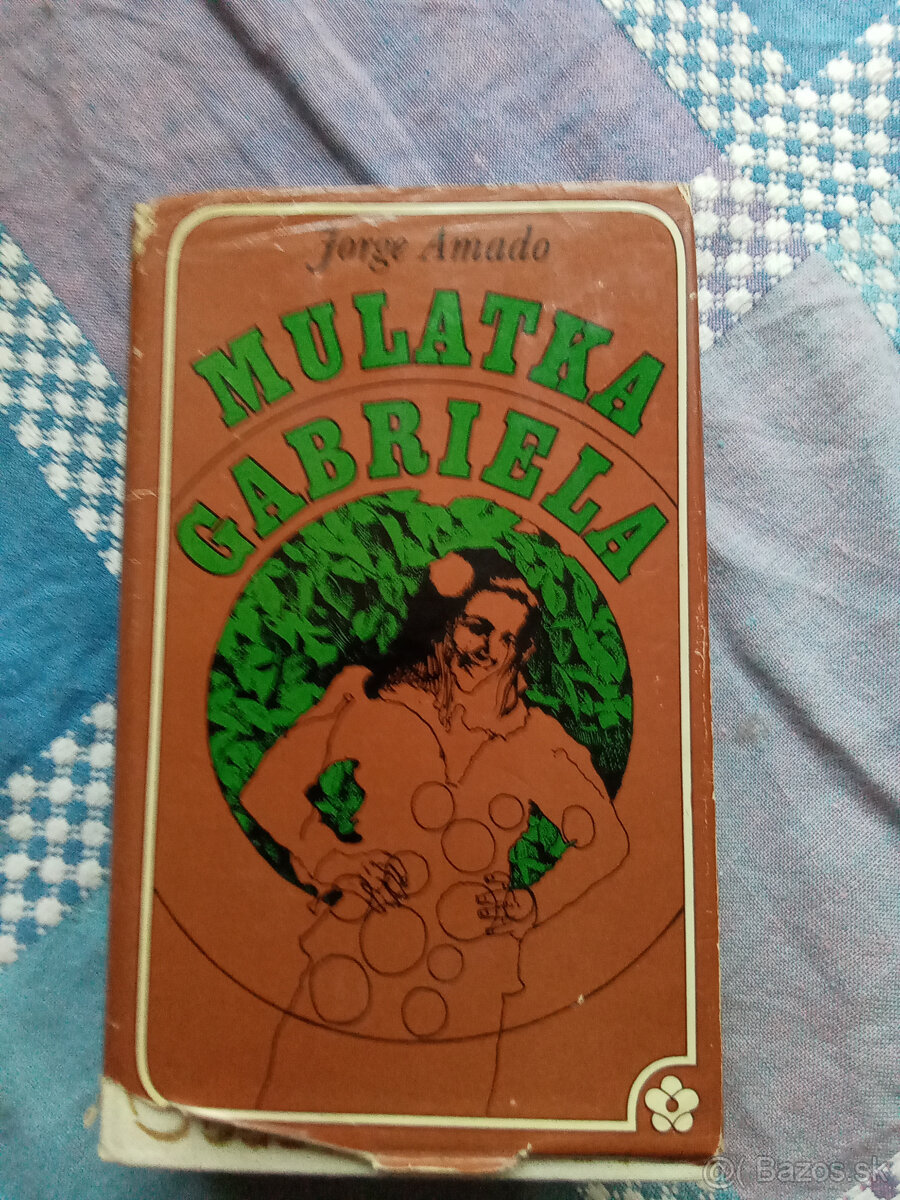 Jorge Amado
MULATKA
GABRIELA
@( Bazos.sk